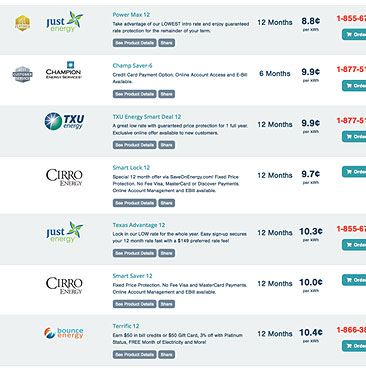 just energy
Power Max 12
Take advantage of our LOWEST intro rate and enjoy guaranteed
rate protection for the remainder of your term.
See Product Details
Share
12 Months
8.8¢
per kWh
1-855-67
Order
CUSTOMER
CHAMPION
ENERGY SERVICES
Champ Saver-6
Credit Card Payment Option. Online Account Access and E-Bill
Available.
See Product Details
Share
6 Months
9.9¢
per kWh
1-877-51
Order
TXU energy
TXU Energy Smart Deal 12
A great low rate with guaranteed price protection for 1 full year.
Exclusive online offer available to new customers.
See Product Details
Share
12 Months
9.9¢
per kWh
1-877-51
Order
CIRRO
ENERGY
Smart Lock 12
Special 12 month offer via SaveOnEnergy.com! Fixed Price
Protection. No Fee Visa, MasterCard or Discover Payments.
Online Account Management and EBill available.
See Product Details
Share
12 Months
9.7¢
per kWh
Order
just energy
Texas Advantage 12
Lock in our LOW rate for the whole year. Easy sign-up secures
your 12 month rate fast with a $149 preferred rate fee!
See Product Details
Share
12 Months
10.3¢
per kWh
1-855-67
Order
CIRRO
ENERGY
Smart Saver 12
Fixed Price Protection. No Fee Visa and MasterCard Payments.
Online Account Management and EBill available.
See Product Details
Share
12 Months
10.0¢
per kWh
Order
bounce energy
Terrific 12
Earn $50 in bill credits or $50 Gift Card, 3% off with Platinum
Status, FREE Month of Electricity and More!
See Product Details
Share
12 Months
10.4¢
per kWh
1-866-38
Order